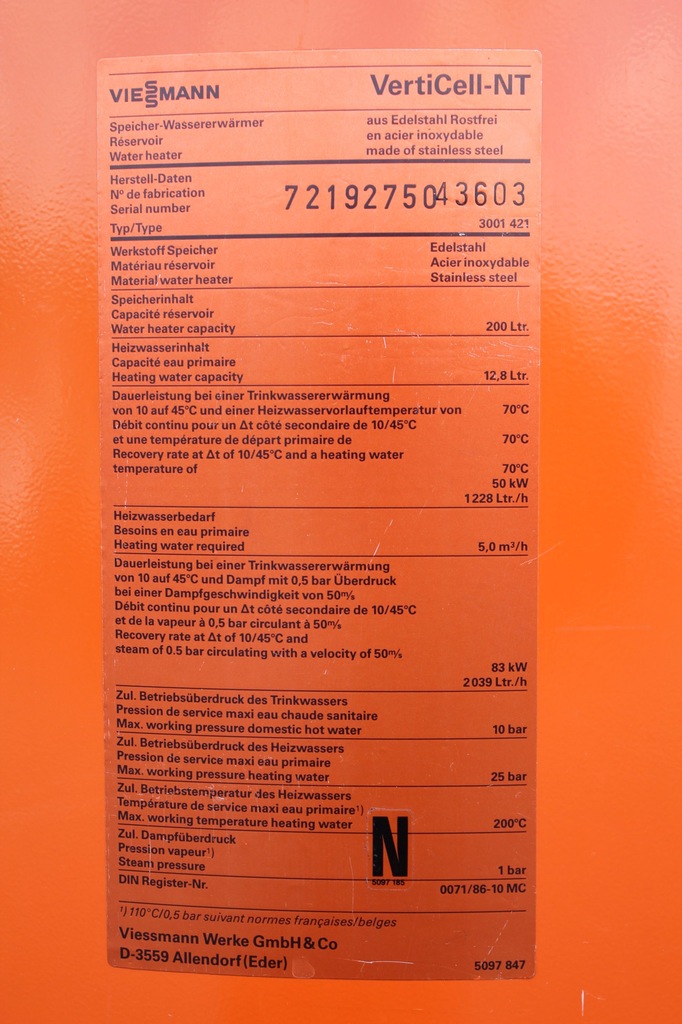 VIESSMANN
VertiCell-NT
Speicher-Wassererwärmer
Réservoir
Water heater
aus Edelstahl Rostfrei
en acier inoxydable
made of stainless steel
Herstell-Daten
Nº de fabrication
Serial number
7219275043603
Typ/Type 3001 421
Werkstoff Speicher
Matériau réservoir
Material water heater
Edelstahl
Acier inoxydable
Stainless steel
Speicherinhalt
Capacité réservoir
Water heater capacity 200 Ltr.
Heizwasserinhalt
Capacité eau primaire
Heating water capacity 12,8 Ltr.
Dauerleistung bei einer Trinkwassererwärmung
von 10 auf 45°C und einer Heizwasservorlauftemperatur von 70°C
Débit continu pour un Δt côté secondaire de 10/45°C
et une température de départ primaire de 70°C
Recovery rate at Δt of 10/45°C and a heating water
temperature of 70°C
50 kW
1228 Ltr./h
Heizwasserbedarf
Besoins en eau primaire
Heating water required 5,0 m³/h
Dauerleistung bei einer Trinkwassererwärmung
von 10 auf 45°C und Dampf mit 0,5 bar Überdruck
bei einer Dampfgeschwindigkeit von 50 m/s
Débit continu pour un Δt côté secondaire de 10/45°C
et de la vapeur à 0,5 bar circulant à 50 m/s
Recovery rate at Δt of 10/45°C and
steam of 0.5 bar circulating with a velocity of 50 m/s
83 kW
2039 Ltr./h
Zul. Betriebsüberdruck des Trinkwassers
Pression de service maxi eau chaude sanitaire
Max. working pressure domestic hot water 10 bar
Zul. Betriebsüberdruck des Heizwassers
Pression de service maxi eau primaire
Max. working pressure heating water 25 bar
Zul. Betriebstemperatur des Heizwassers
Température de service maxi eau primaire¹)
Max. working temperature heating water 200°C
Zul. Dampfüberdruck
Pression vapeur¹)
Steam pressure 1 bar
N
5097 185
DIN Register-Nr. 0071/86-10 MC
¹) 110°C/0,5 bar suivant normes françaises/belges
Viessmann Werke GmbH & Co
D-3559 Allendorf (Eder) 5097 847